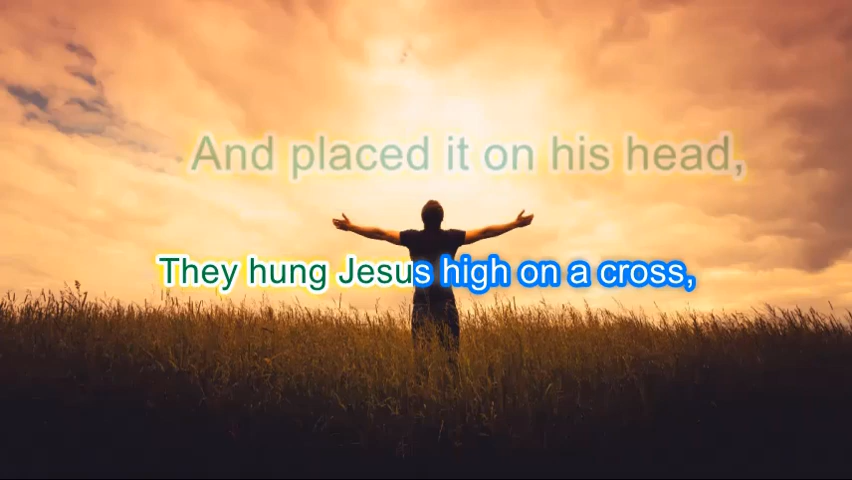 And placed it on his head,
They hung Jesus high on a cross,